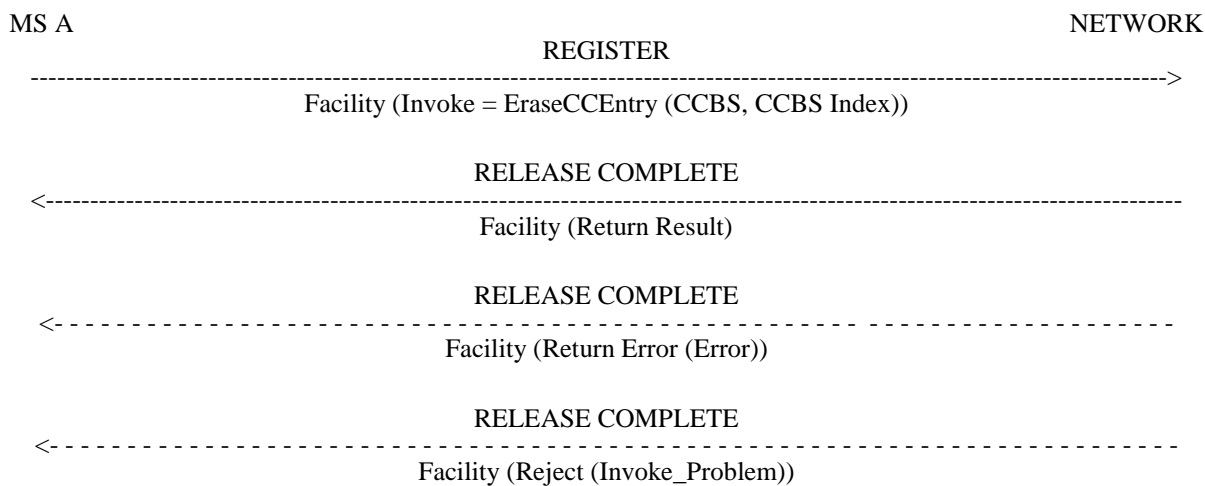 MS A NETWORK
REGISTER
Facility (Invoke = EraseCCEntry (CCBS, CCBS Index))
RELEASE COMPLETE
Facility (Return Result)
RELEASE COMPLETE
Facility (Return Error (Error))
RELEASE COMPLETE
Facility (Reject (Invoke_Problem))